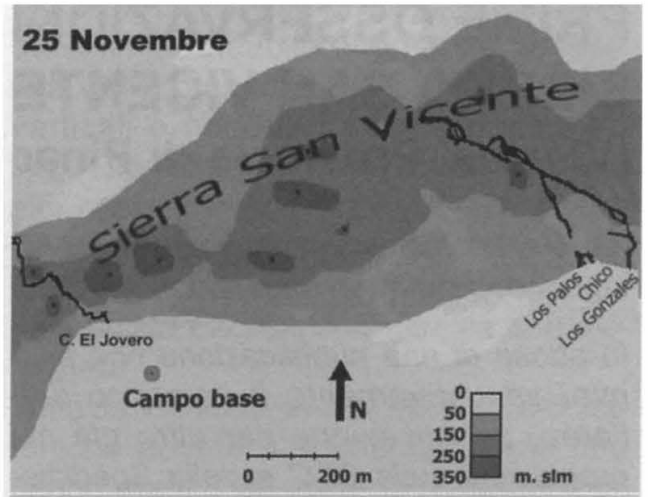 25 Novembre
Sierra San Vicente
C. El Jovero
Los Palos
Chico
Los Gonzales
Campo base
N
0 200 m
0
50
150
250
350
m. slm